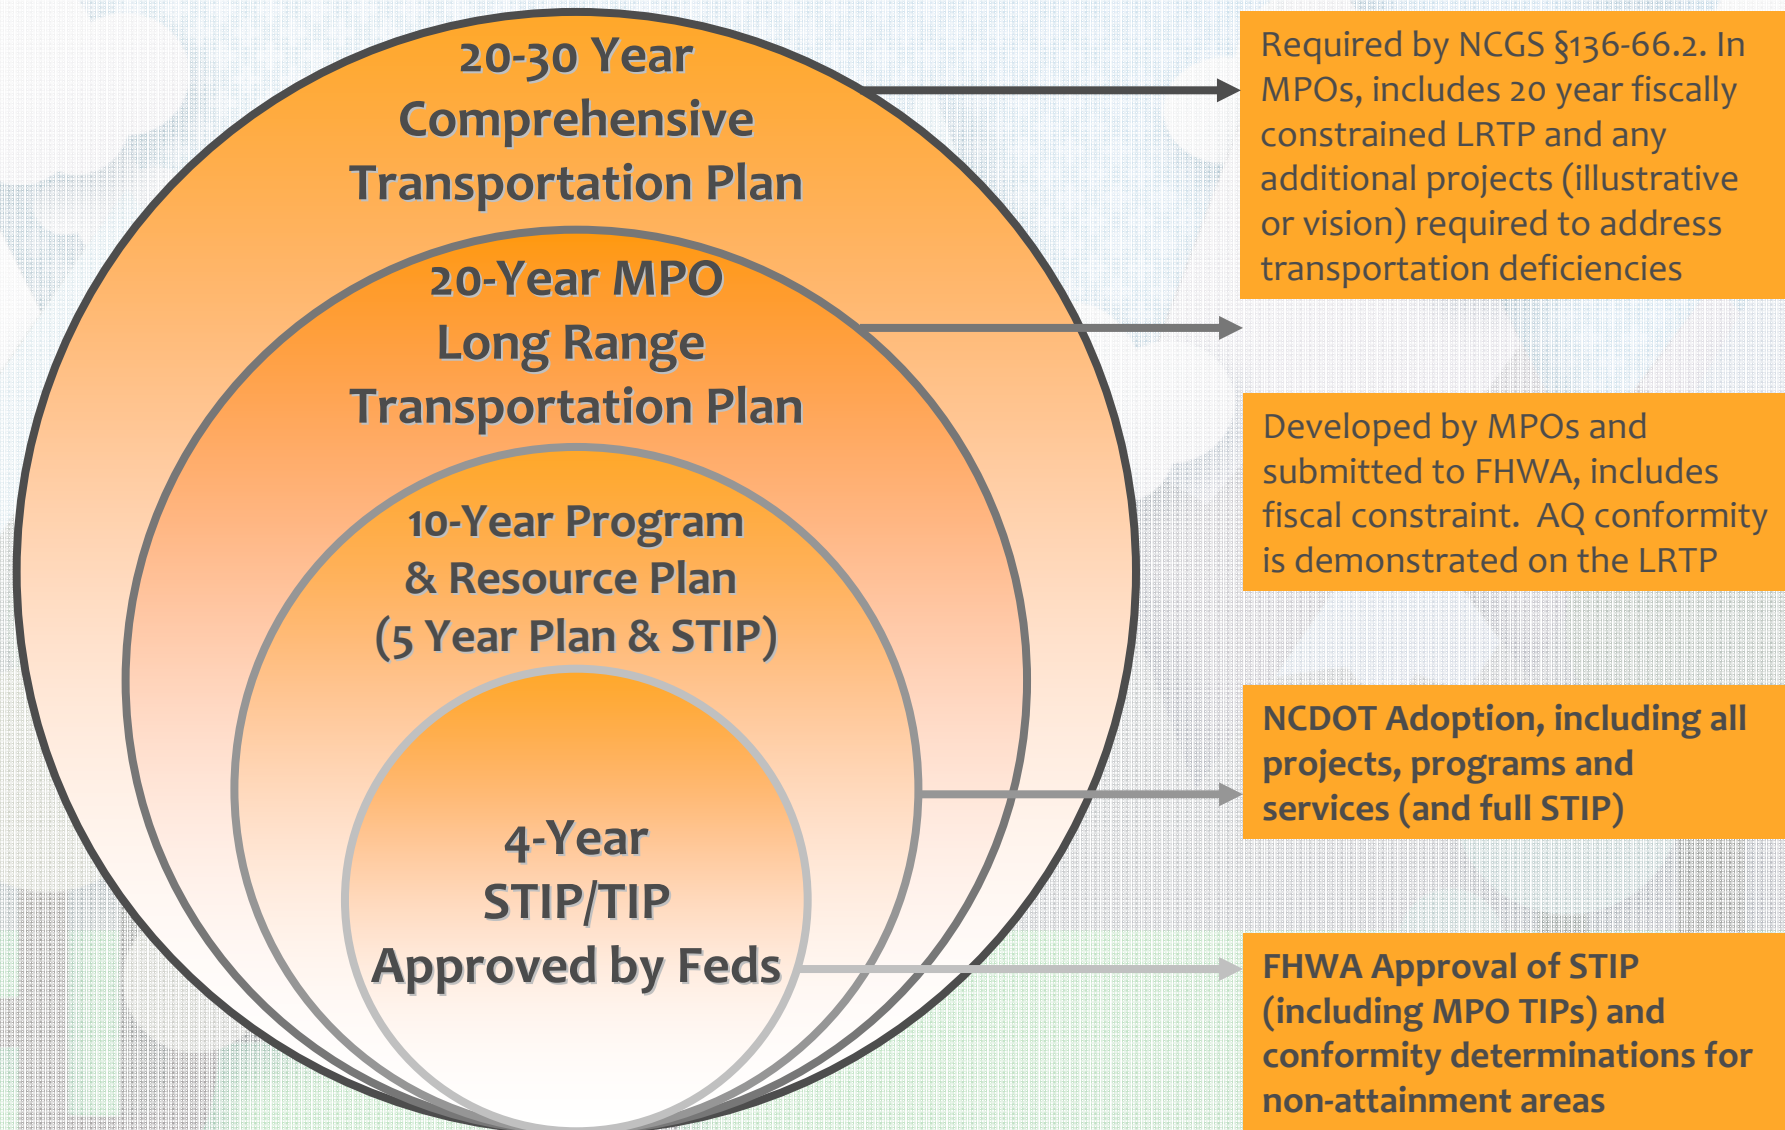 20-30 Year
Comprehensive
Transportation Plan
20-Year MPO
Long Range
Transportation Plan
10-Year Program
& Resource Plan
(5 Year Plan & STIP)
4-Year
STIP/TIP
Approved by Feds
Required by NCGS §136-66.2. In
MPOs, includes 20 year fiscally
constrained LRTP and any
additional projects (illustrative
or vision) required to address
transportation deficiencies
Developed by MPOs and
submitted to FHWA, includes
fiscal constraint.  AQ conformity
is demonstrated on the LRTP
NCDOT Adoption, including all
projects, programs and
services (and full STIP)
FHWA Approval of STIP
(including MPO TIPs) and
conformity determinations for
non-attainment areas